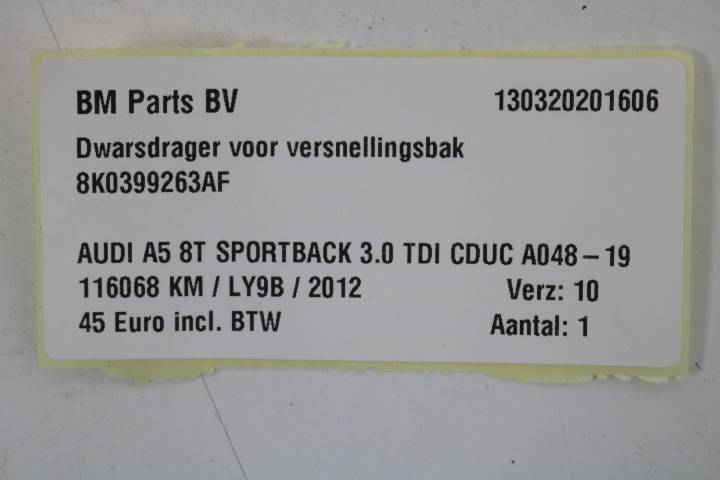 BM Parts BV 130320201606
Dwarsdrager voor versnellingsbak
8K0399263AF
AUDI A5 8T SPORTBACK 3.0 TDI CDUC A048 – 19
116068 KM / LY9B / 2012 Verz: 10
45 Euro incl. BTW Aantal: 1